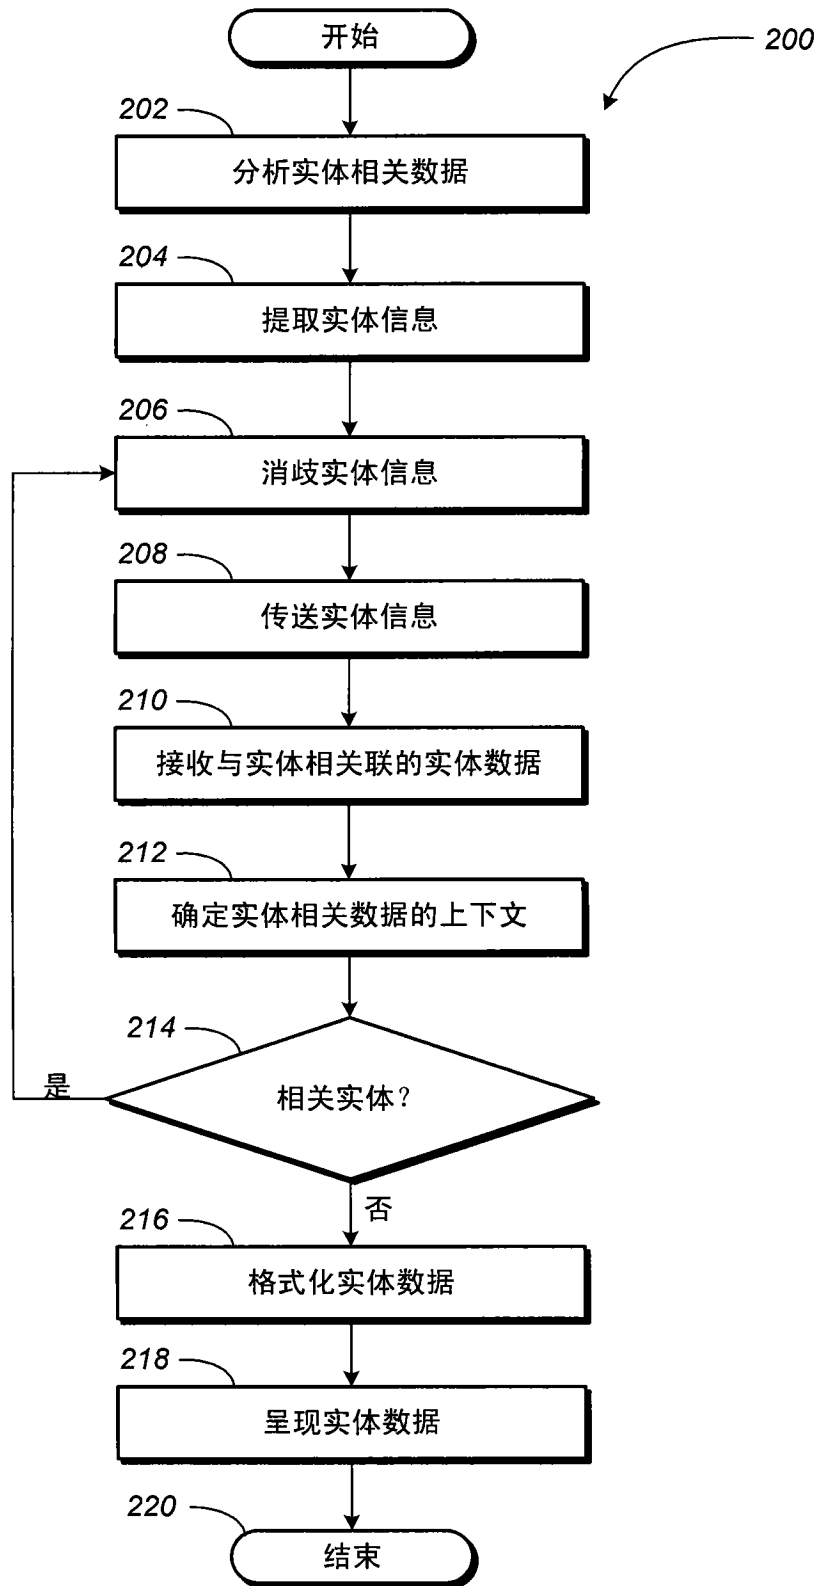 开始
200
202
分析实体相关数据
204
提取实体信息
206
消歧实体信息
208
传送实体信息
210
接收与实体相关联的实体数据
212
确定实体相关数据的上下文
214
是
相关实体?
否
216
格式化实体数据
218
呈现实体数据
220
结束